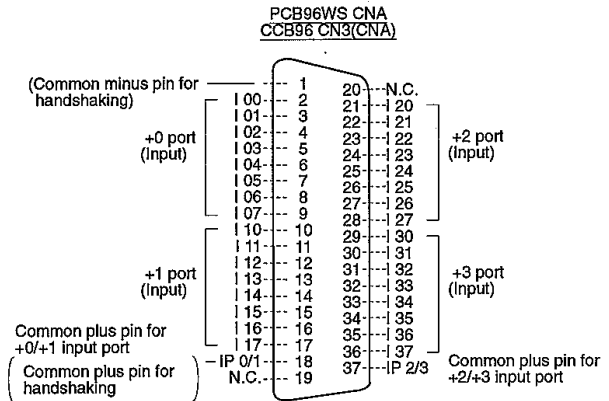 PCB96WS CNA
CCB96 CN3(CNA)
(Common minus pin for
handshaking)
1
I 00 ---- 2
I 01 ---- 3
I 02 ---- 4
I 03 ---- 5
I 04 ---- 6
I 05 ---- 7
I 06 ---- 8
I 07 ---- 9
+0 port
(Input)
I 10 ---- 10
I 11 ---- 11
I 12 ---- 12
I 13 ---- 13
I 14 ---- 14
I 15 ---- 15
I 16 ---- 16
I 17 ---- 17
+1 port
(Input)
Common plus pin for
+0/+1 input port
IP 0/1 ---- 18
(Common plus pin for
handshaking)
N.C. ---- 19
20 ---- N.C.
21 ---- I 20
22 ---- I 21
23 ---- I 22
24 ---- I 23
25 ---- I 24
26 ---- I 25
27 ---- I 26
28 ---- I 27
+2 port
(Input)
29 ---- I 30
30 ---- I 31
31 ---- I 32
32 ---- I 33
33 ---- I 34
34 ---- I 35
35 ---- I 36
36 ---- I 37
+3 port
(Input)
37 ---- IP 2/3
Common plus pin for
+2/+3 input port